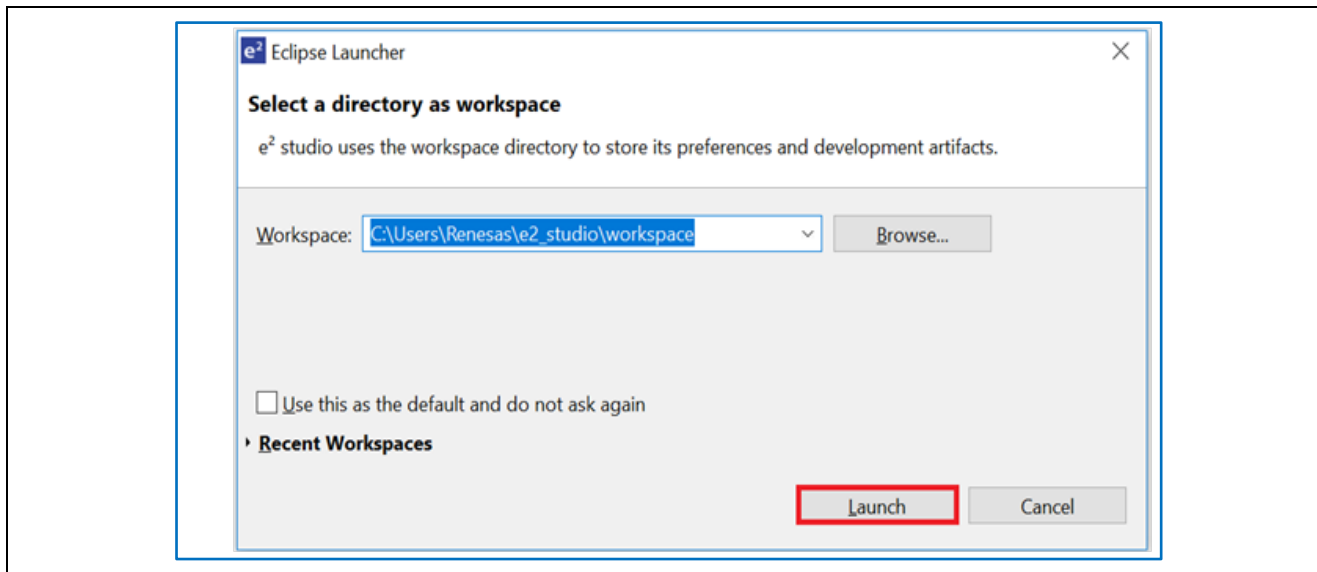 e² Eclipse Launcher
Select a directory as workspace
e² studio uses the workspace directory to store its preferences and development artifacts.
Workspace: C:\Users\Renesas\e2_studio\workspace Browse...
Use this as the default and do not ask again
Recent Workspaces
Launch Cancel